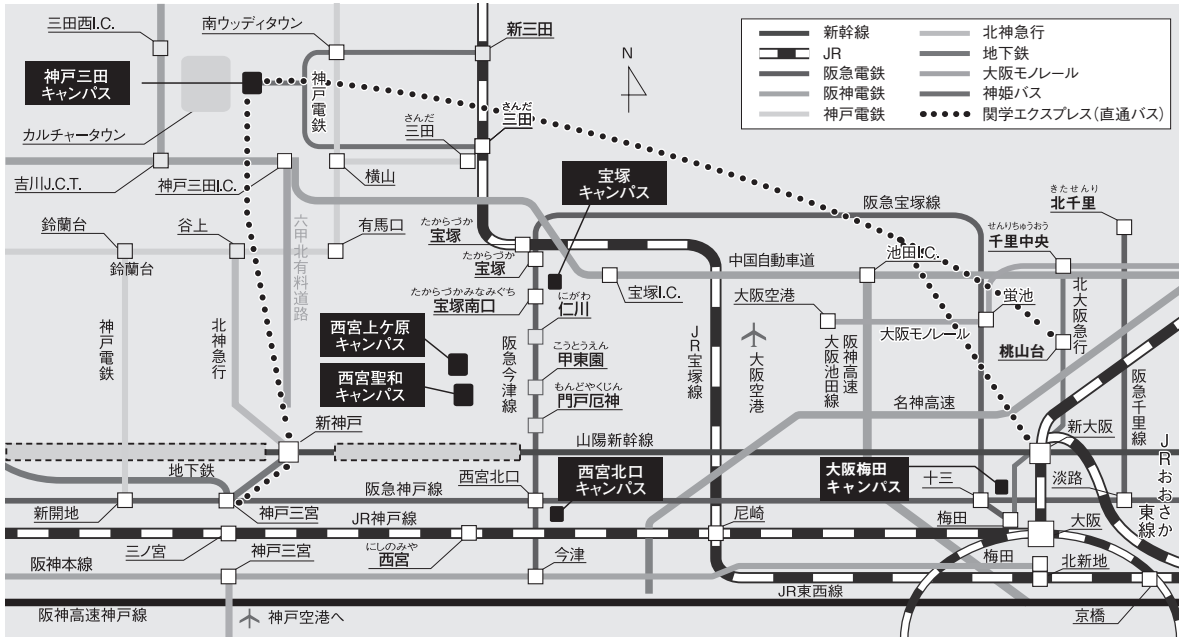 三田西I.C.
南ウッディタウン
新三田
神戸三田
キャンパス
神戸電鉄
カルチャータウン
さんだ
三田
さんだ
三田
N
新幹線
JR
阪急電鉄
阪神電鉄
神戸電鉄
北神急行
地下鉄
大阪モノレール
神姫バス
関学エクスプレス(直通バス)
吉川J.C.T.
神戸三田I.C.
横山
宝塚
キャンパス
阪急宝塚線
きたせんり
北千里
せんりちゅうおう
千里中央
鈴蘭台
谷上
六甲北有料道路
有馬口
鈴蘭台
たからづか
宝塚
たからづか
宝塚
たからづかみなみぐち
宝塚南口
中国自動車道
池田I.C.
宝塚I.C.
にがわ
仁川
大阪空港
蛍池
大阪モノレール
北大阪急行
桃山台
神戸電鉄
北神急行
西宮上ケ原
キャンパス
西宮聖和
キャンパス
阪急今津線
こうとうえん
甲東園
もんどやくじん
門戸厄神
JR宝塚線
大阪空港
阪神高速
大阪池田線
名神高速
阪急千里線
新神戸
山陽新幹線
新大阪
地下鉄
阪急神戸線
西宮北口
西宮北口
キャンパス
大阪梅田
キャンパス
十三
淡路
JRおおさか
東線
新開地
神戸三宮
JR神戸線
尼崎
梅田
大阪
三ノ宮
神戸三宮
にしのみや
西宮
今津
梅田
北新地
阪神本線
JR東西線
京橋
阪神高速神戸線
神戸空港へ